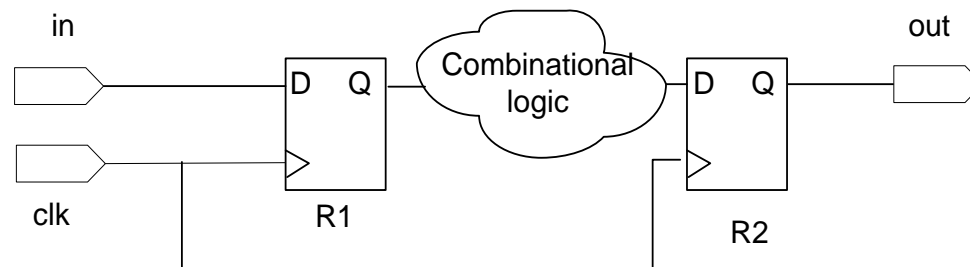 in
out
Combinational
logic
D Q
D Q
clk
R1
R2